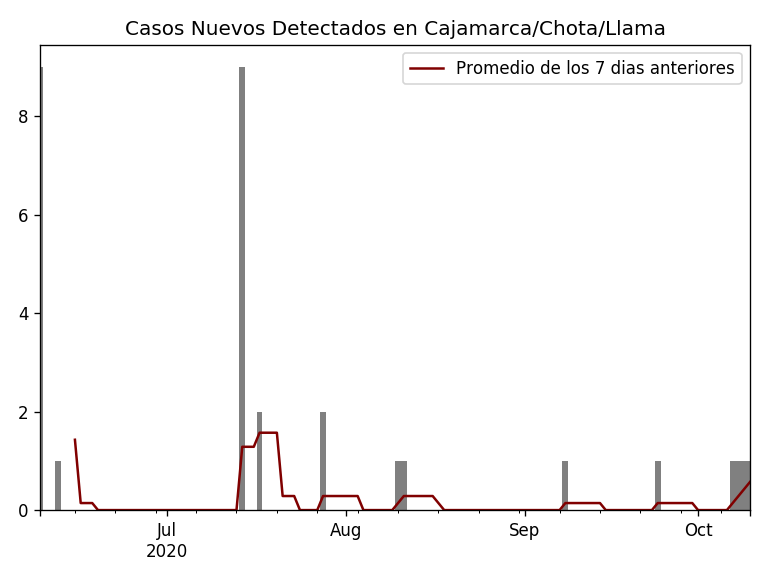 Casos Nuevos Detectados en Cajamarca/Chota/Llama
Promedio de los 7 dias anteriores
8
6
4
2
0
Jul Aug Sep Oct
2020